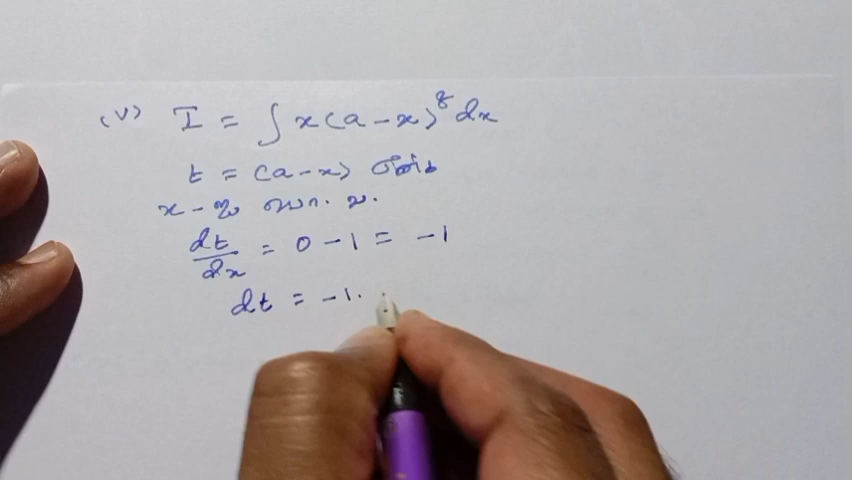 (v) I = ∫ x(a - x)⁸ dx
t = (a - x)
x -
dt/dx = 0 - 1 = -1
dt = -1.